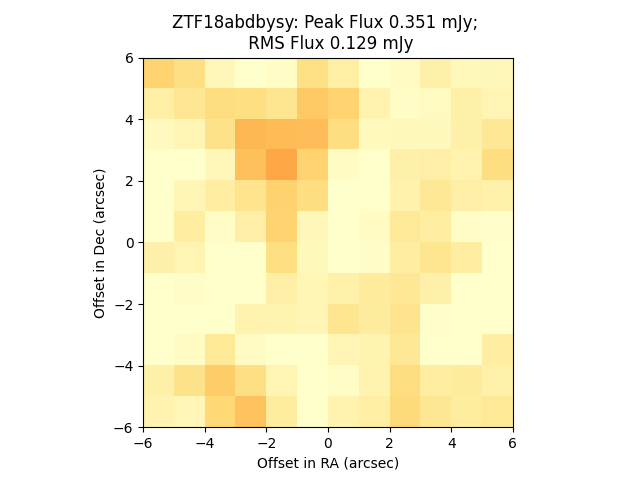 ZTF18abdbysy: Peak Flux 0.351 mJy;
RMS Flux 0.129 mJy
6
4
2
0
−2
−4
−6
Offset in Dec (arcsec)
−6 −4 −2 0 2 4 6
Offset in RA (arcsec)